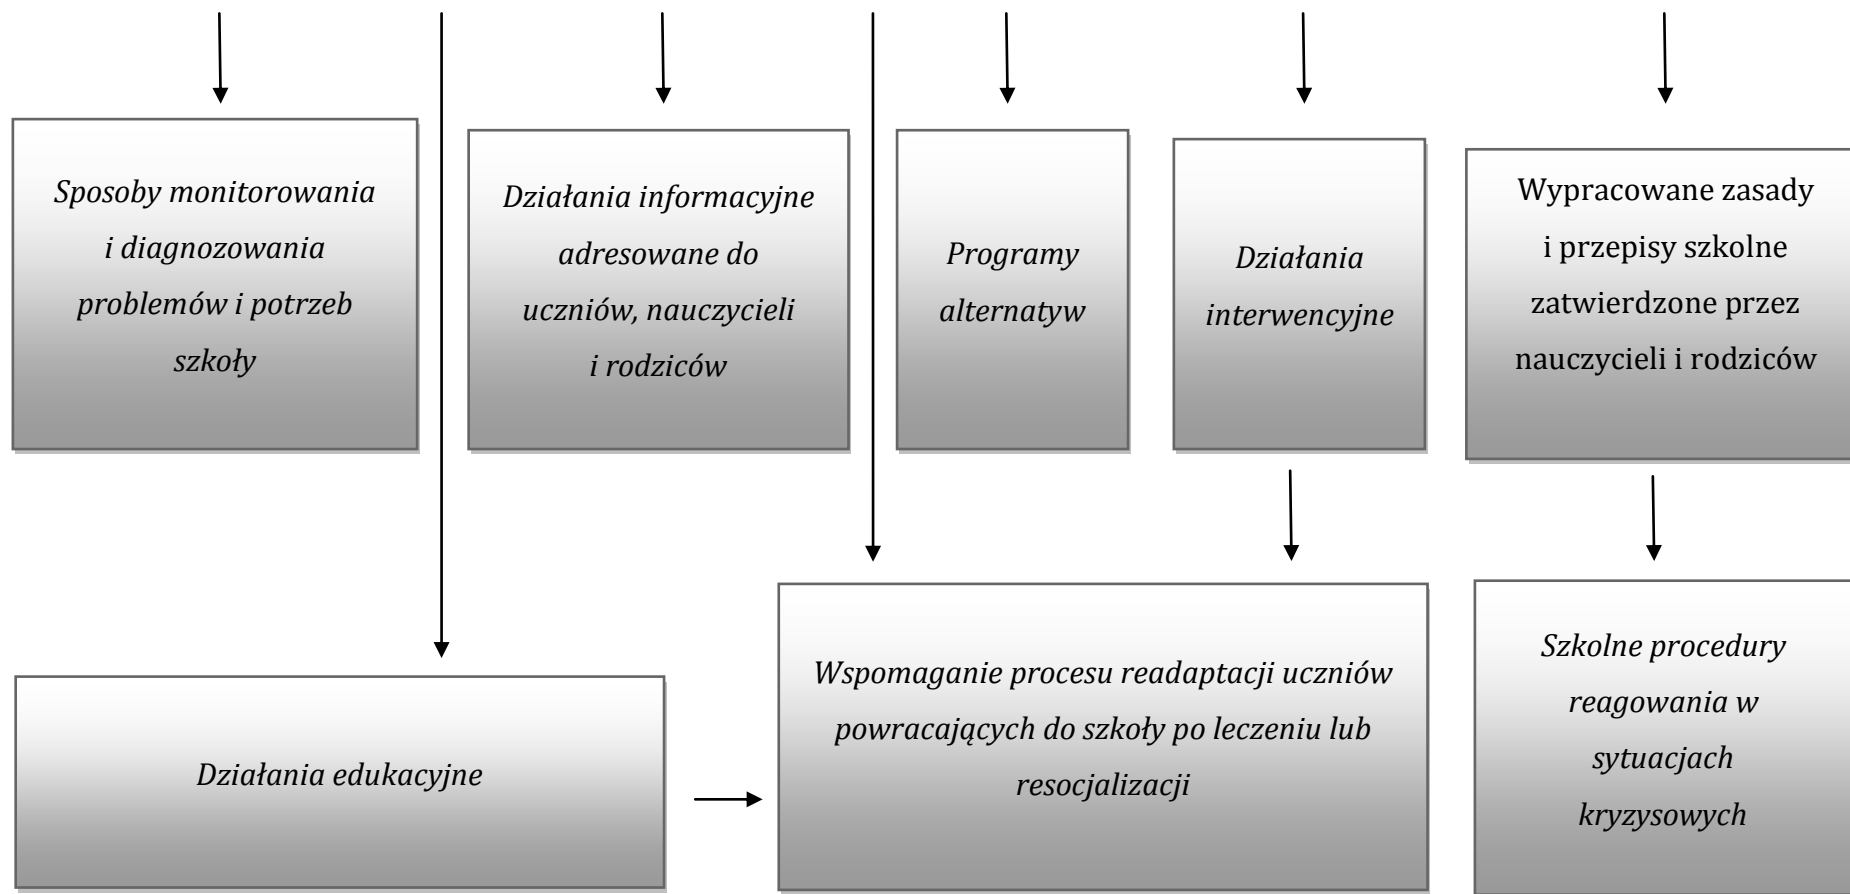 Sposoby monitorowania
i diagnozowania
problemów i potrzeb
szkoły
Działania informacyjne
adresowane do
uczniów, nauczycieli
i rodziców
Programy
alternatyw
Działania
interwencyjne
Wypracowane zasady
i przepisy szkolne
zatwierdzone przez
nauczycieli i rodziców
Działania edukacyjne
Wspomaganie procesu readaptacji uczniów
powracających do szkoły po leczeniu lub
resocjalizacji
Szkolne procedury
reagowania w
sytuacjach
kryzysowych